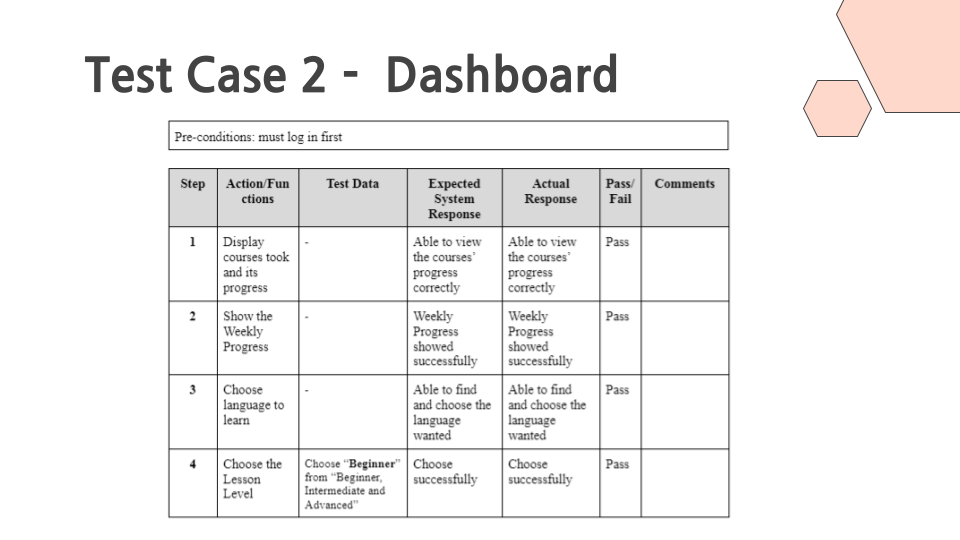 Test Case 2 - Dashboard
Pre-conditions: must log in first
Step
Action/Fun
ctions
Test Data
Expected
System
Response
Actual
Response
Pass/
Fail
Comments
1
Display
courses took
and its
progress
-
Able to view
the courses’
progress
correctly
Able to view
the courses’
progress
correctly
Pass
2
Show the
Weekly
Progress
-
Weekly
Progress
showed
successfully
Weekly
Progress
showed
successfully
Pass
3
Choose
language to
learn
-
Able to find
and choose the
language
wanted
Able to find
and choose the
language
wanted
Pass
4
Choose the
Lesson
Level
Choose “Beginner”
from “Beginner,
Intermediate and
Advanced”
Choose
successfully
Choose
successfully
Pass